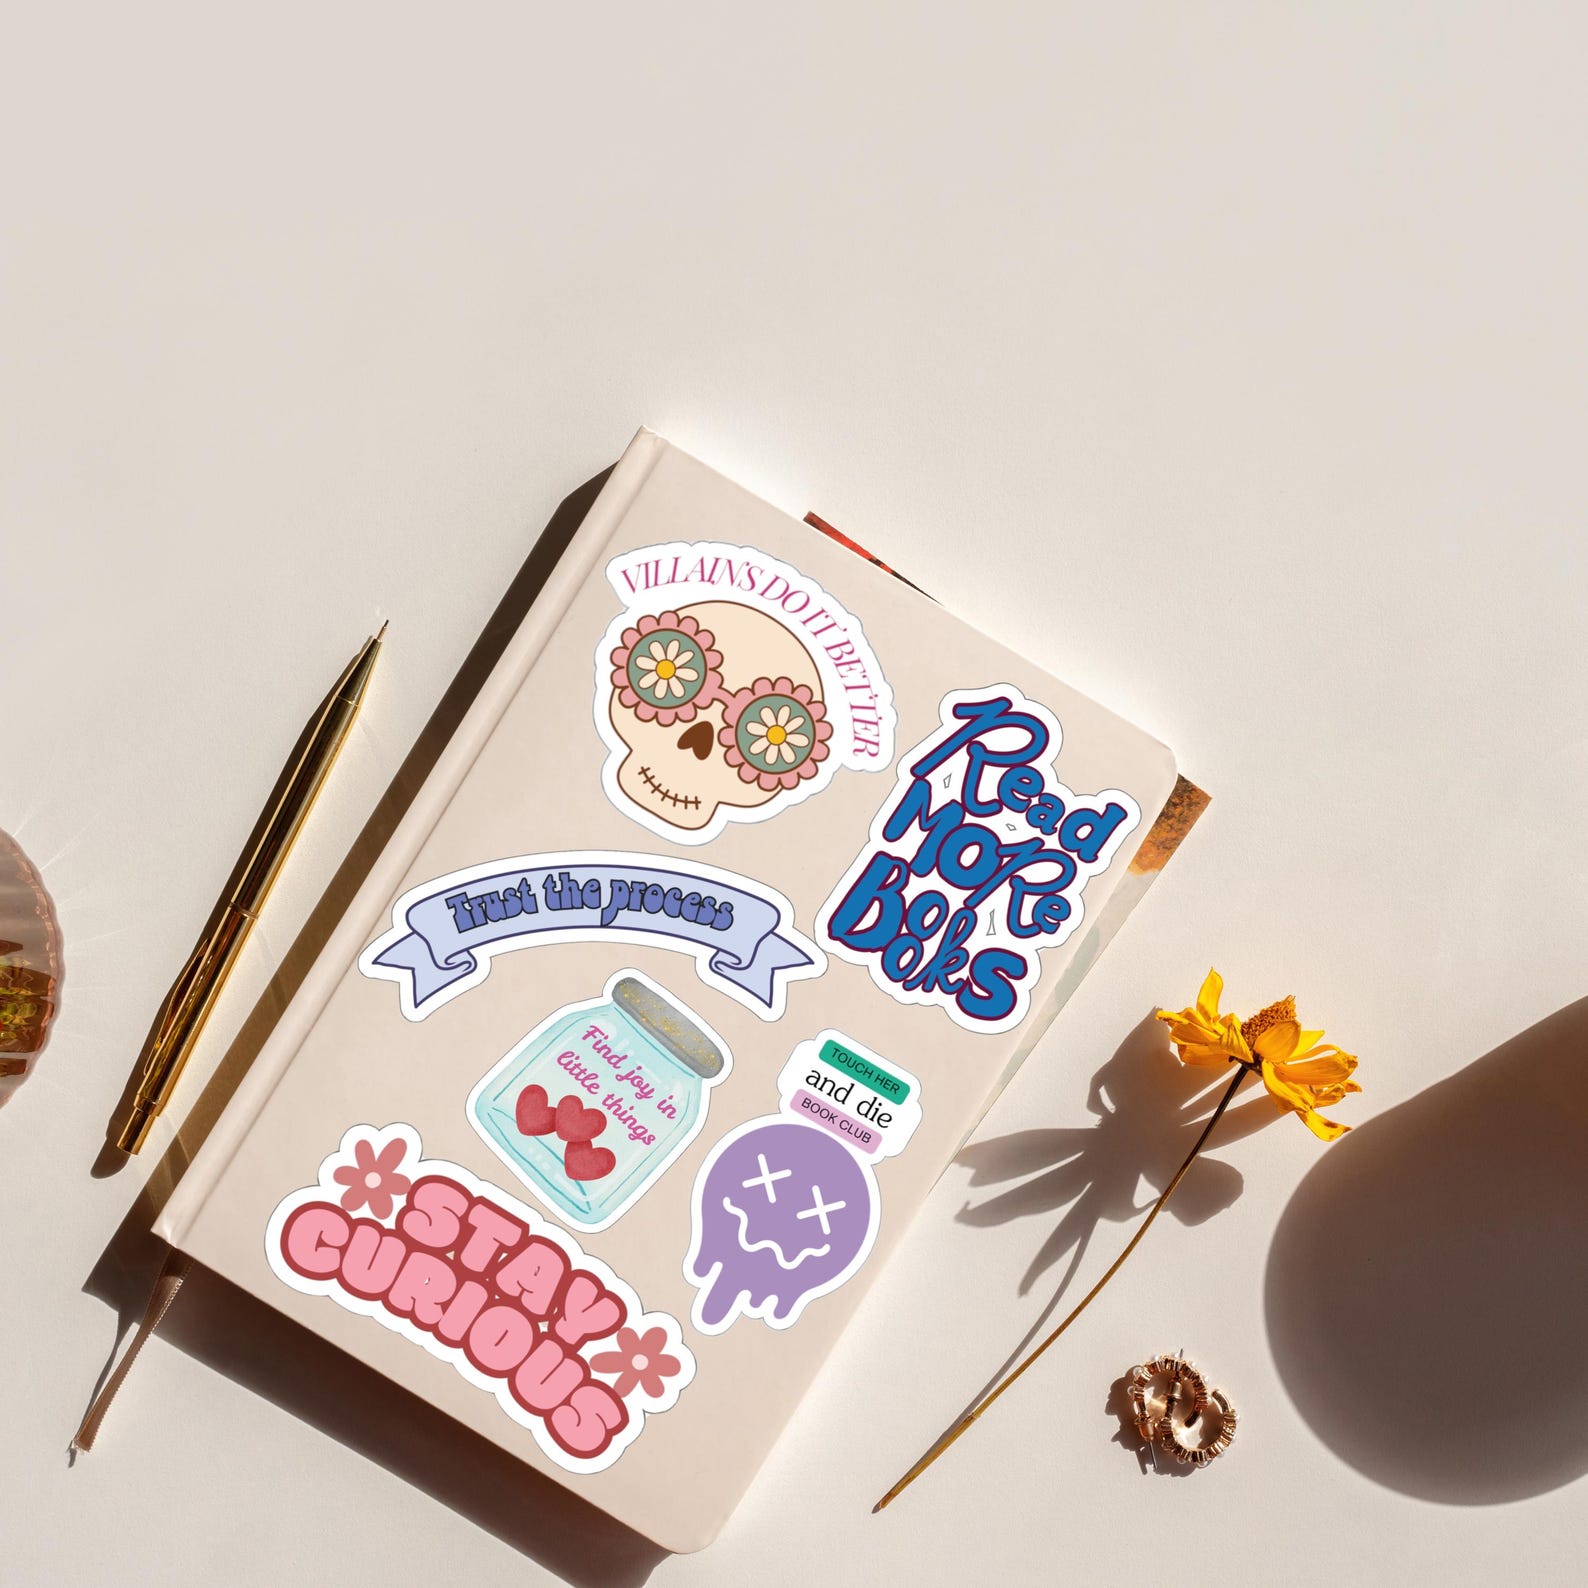 VILLAINS DO IT BETTER
Read
MORe
Books
Trust the process
Find joy in
little things
TOUCH HER
and die
BOOK CLUB
STAY
CURIOUS